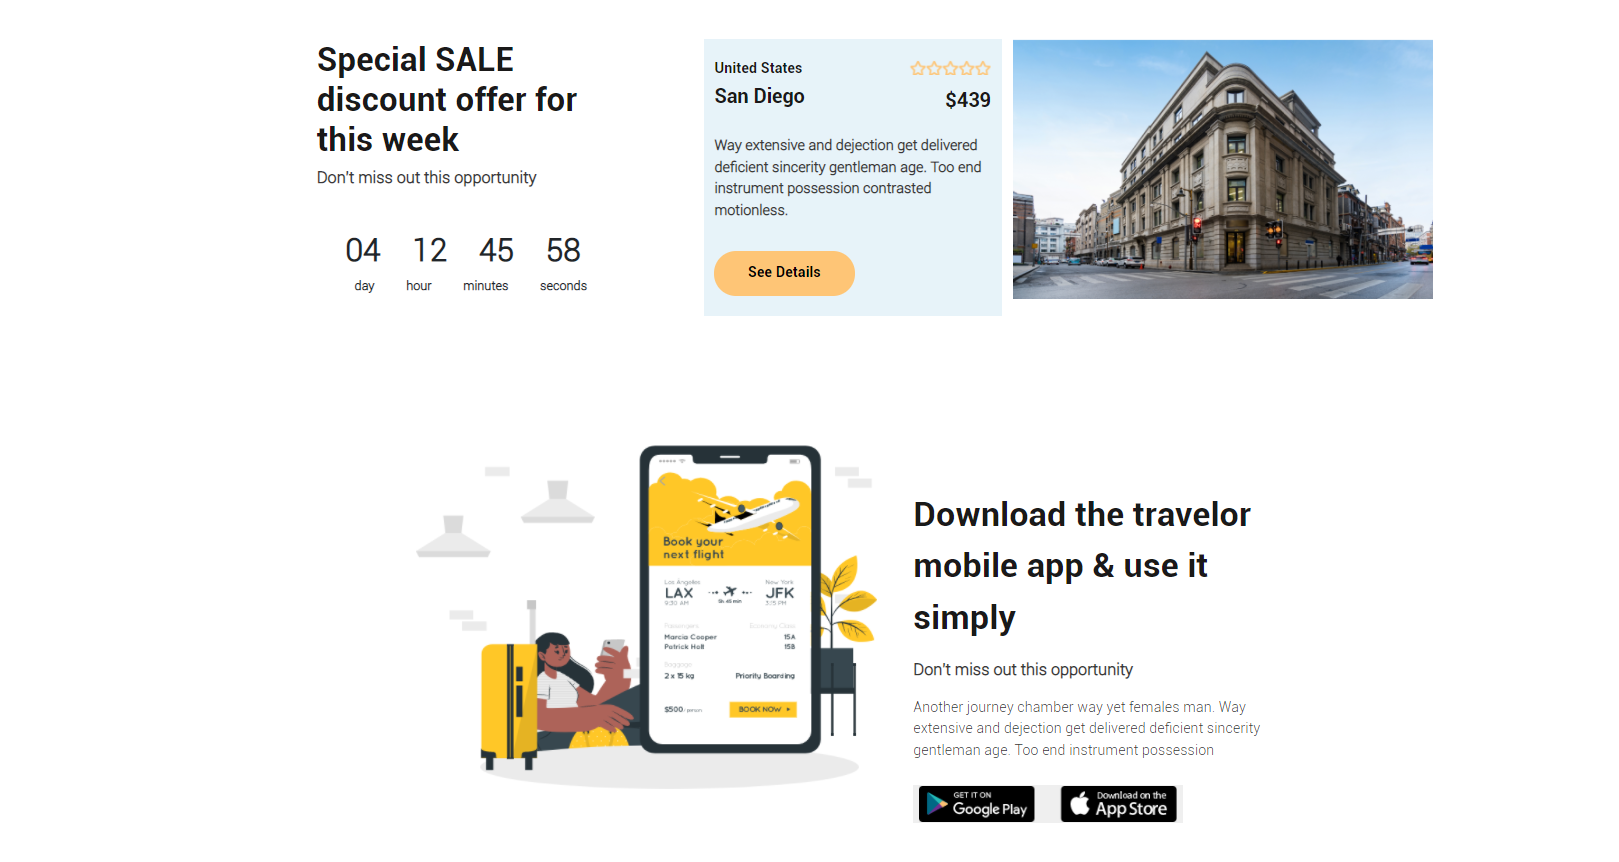 Special SALE
discount offer for
this week
Don't miss out this opportunity
04 12 45 58
day hour minutes seconds
United States
San Diego
$439
Way extensive and dejection get delivered
deficient sincerity gentleman age. Too end
instrument possession contrasted
motionless.
See Details
Book your
next flight
Los Angeles New York
LAX JFK
9:30 AM 5h 45 min 3:15 PM
Passengers Economy Class
Marcia Cooper 15A
Patrick Holt 15B
Baggage
2 x 15 kg Priority Boarding
$500 / person BOOK NOW
Download the travelor
mobile app & use it
simply
Don't miss out this opportunity
Another journey chamber way yet females man. Way
extensive and dejection get delivered deficient sincerity
gentleman age. Too end instrument possession
GET IT ON
Google Play
Download on the
App Store